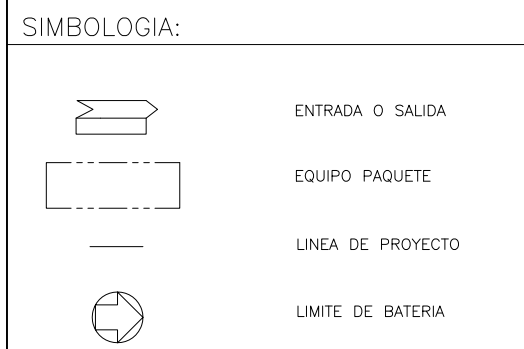 SIMBOLOGIA:
ENTRADA O SALIDA
EQUIPO PAQUETE
LINEA DE PROYECTO
LIMITE DE BATERIA